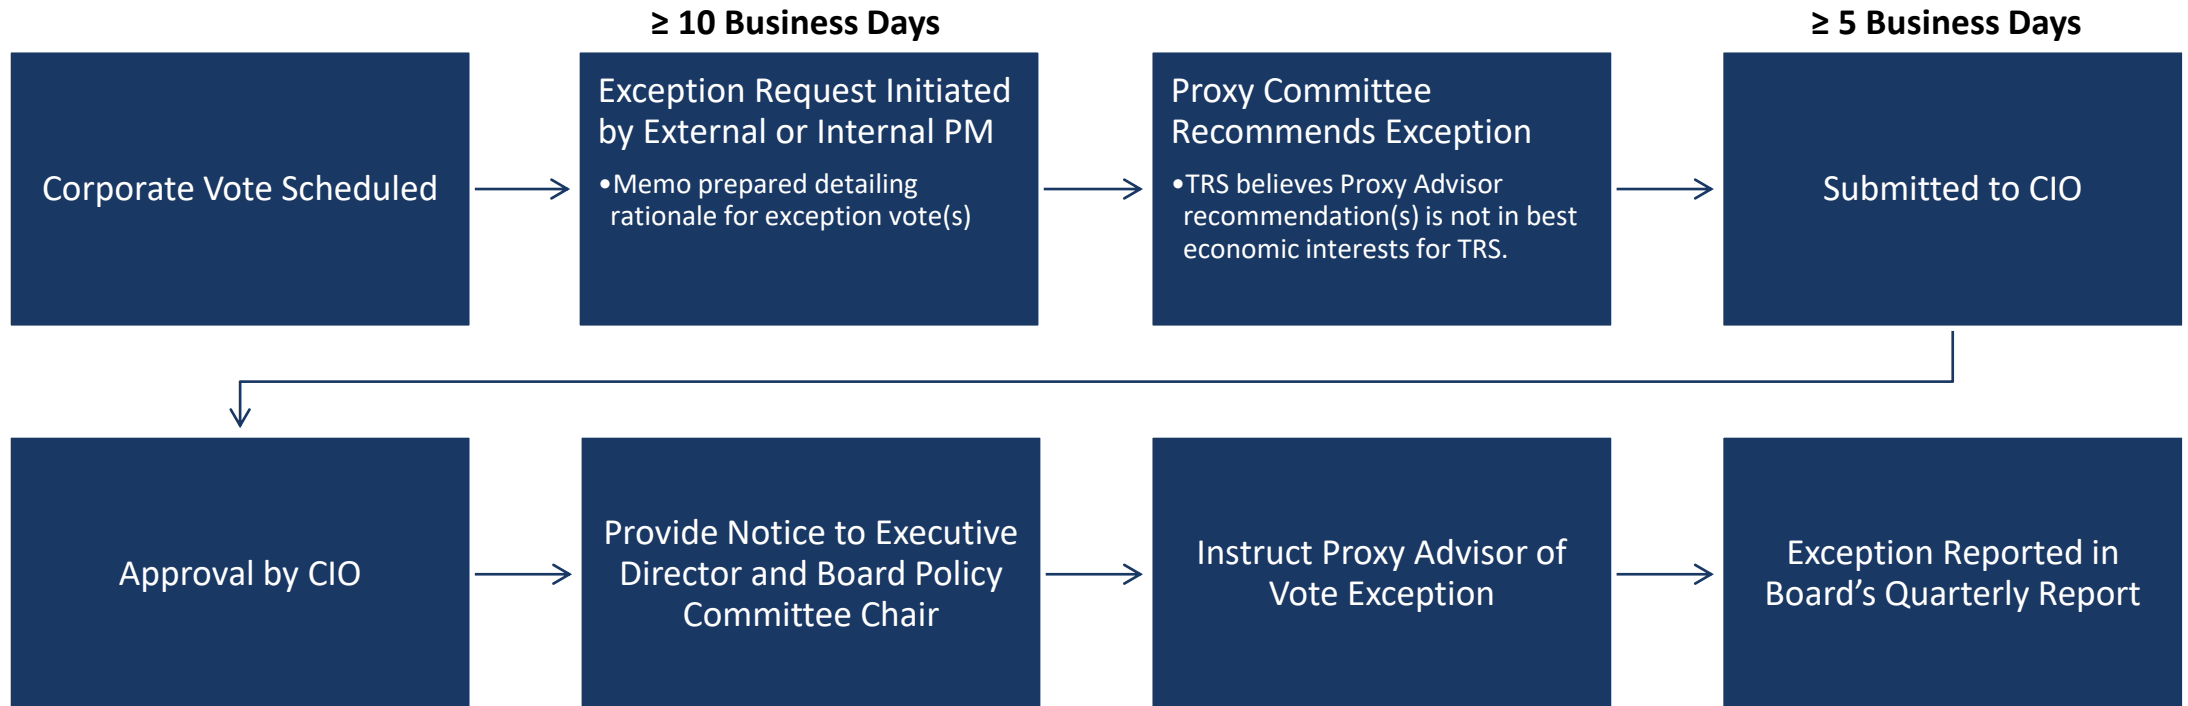 ≥ 10 Business Days
≥ 5 Business Days
Corporate Vote Scheduled
Exception Request Initiated
by External or Internal PM
•Memo prepared detailing
rationale for exception vote(s)
Proxy Committee
Recommends Exception
•TRS believes Proxy Advisor
recommendation(s) is not in best
economic interests for TRS.
Submitted to CIO
Approval by CIO
Provide Notice to Executive
Director and Board Policy
Committee Chair
Instruct Proxy Advisor of
Vote Exception
Exception Reported in
Board’s Quarterly Report